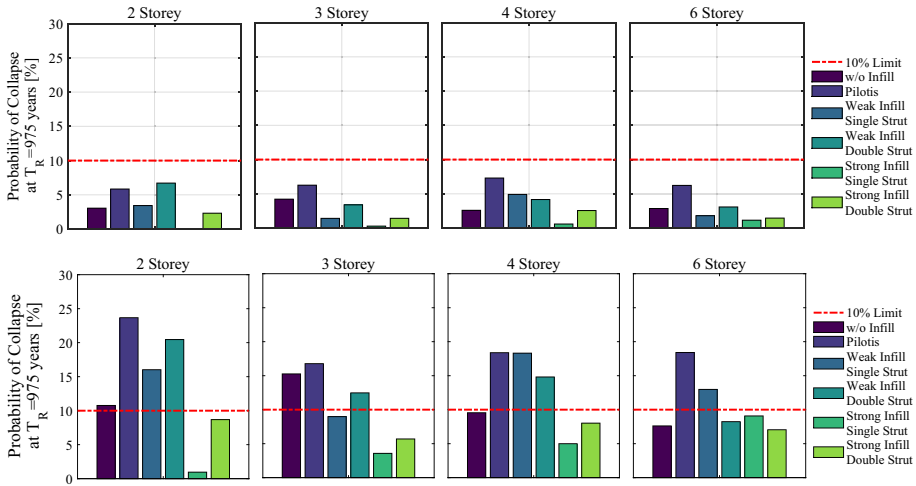 2 Storey
3 Storey
4 Storey
6 Storey
Probability of Collapse
at T_R=975 years [%]
30
25
20
15
10
5
0
10% Limit
w/o Infill
Pilotis
Weak Infill
Single Strut
Weak Infill
Double Strut
Strong Infill
Single Strut
Strong Infill
Double Strut
2 Storey
3 Storey
4 Storey
6 Storey
Probability of Collapse
at T_R=975 years [%]
30
25
20
15
10
5
0
10% Limit
w/o Infill
Pilotis
Weak Infill
Single Strut
Weak Infill
Double Strut
Strong Infill
Single Strut
Strong Infill
Double Strut